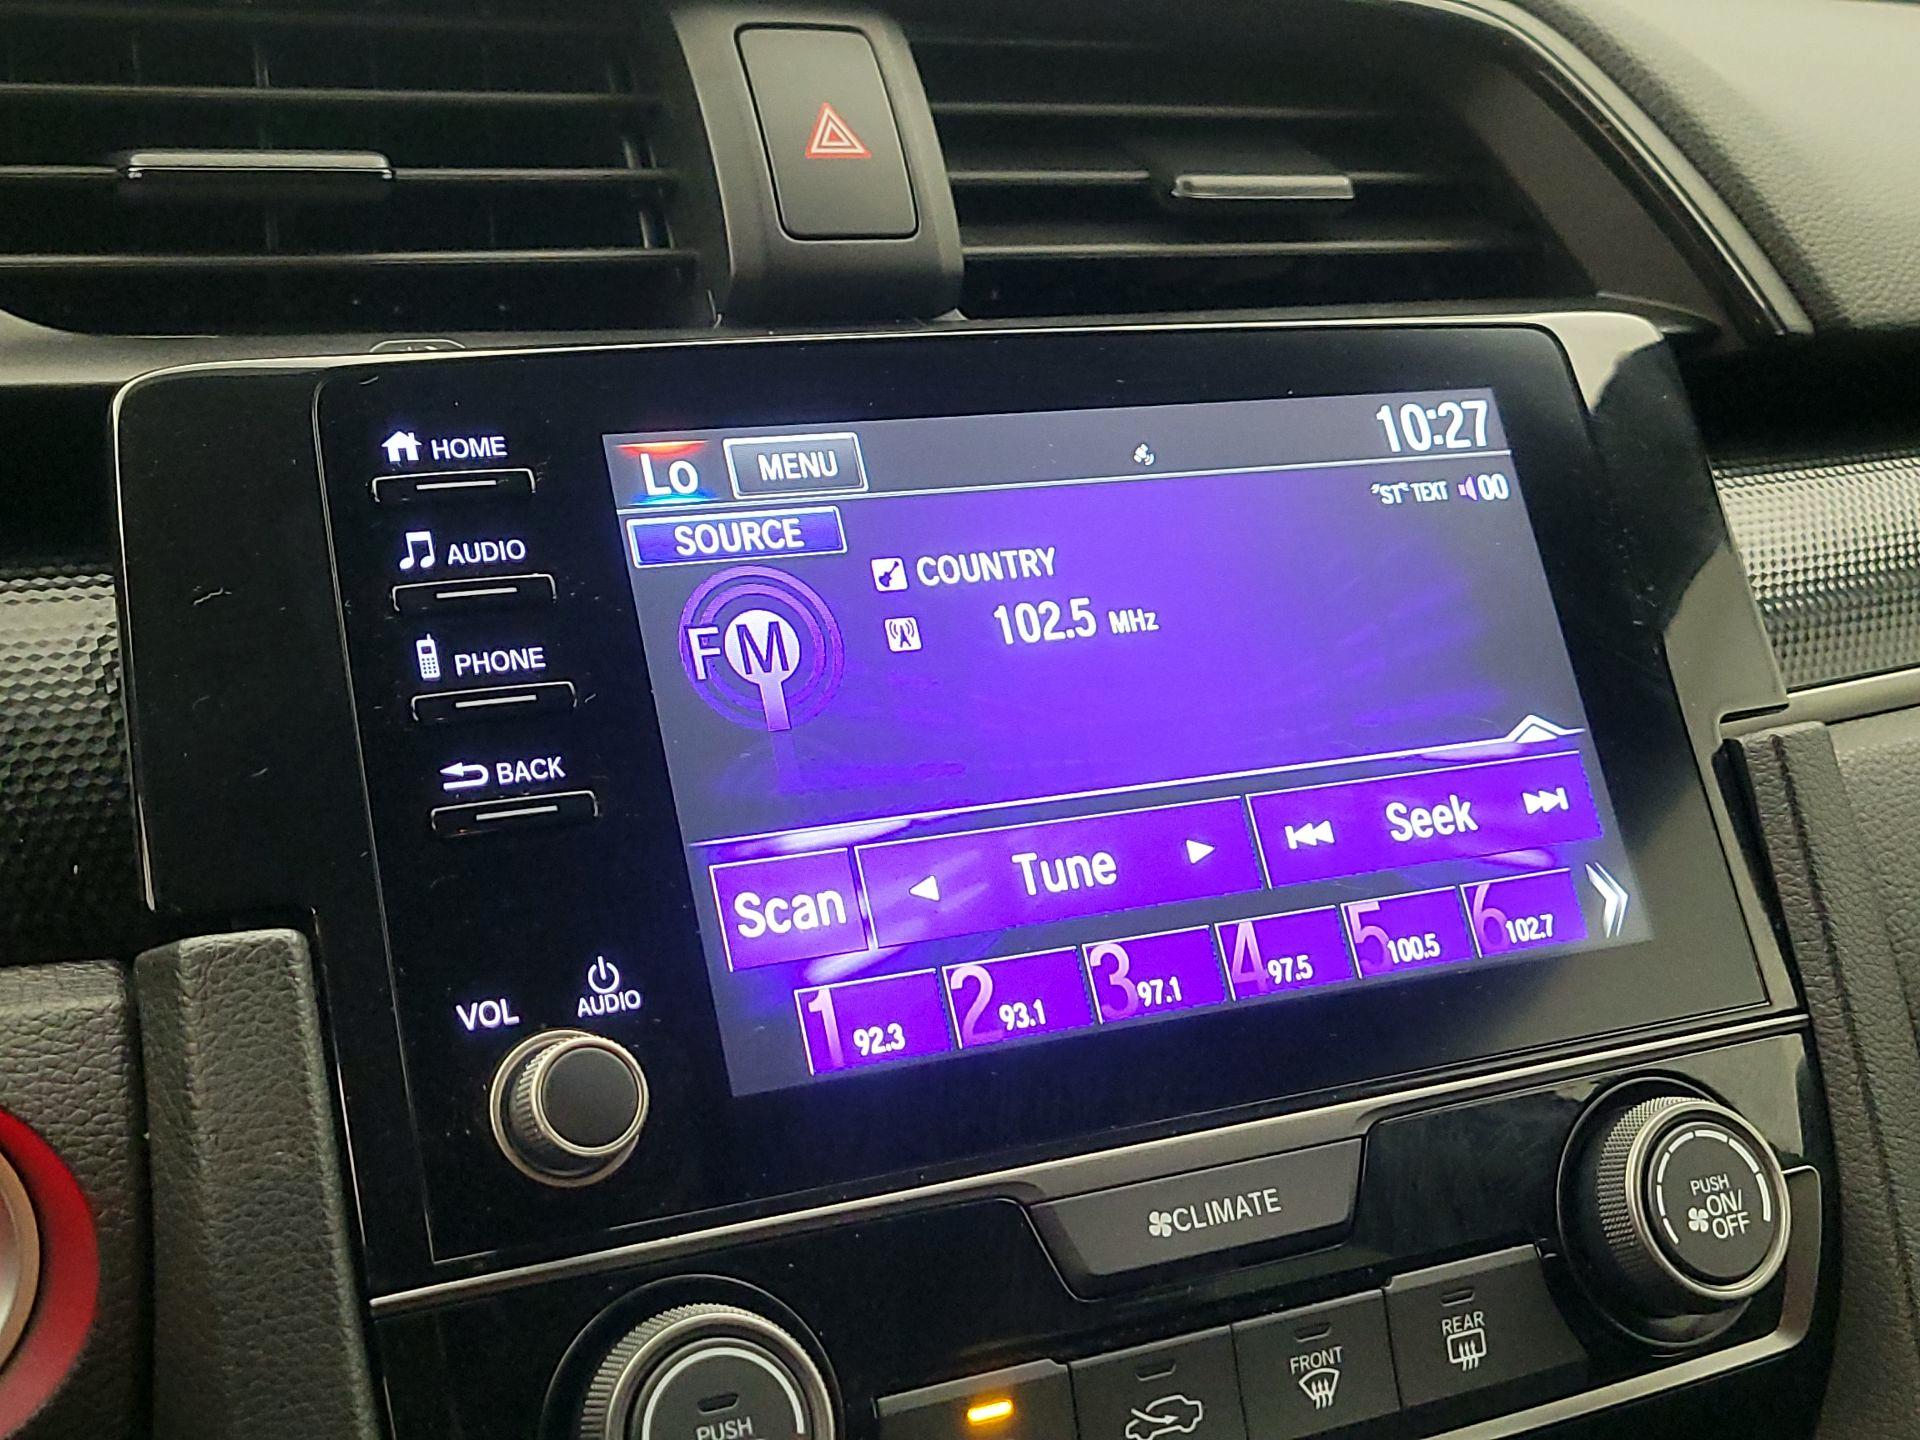 HOME
AUDIO
PHONE
BACK
VOL
AUDIO
Lo
MENU
10:27
"ST" TEXT 00
SOURCE
FM
COUNTRY
102.5 MHz
Scan
Tune
Seek
1 92.3
2 93.1
3 97.1
4 97.5
5 100.5
6 102.7
CLIMATE
PUSH
ON/
OFF
PUSH
FRONT
REAR